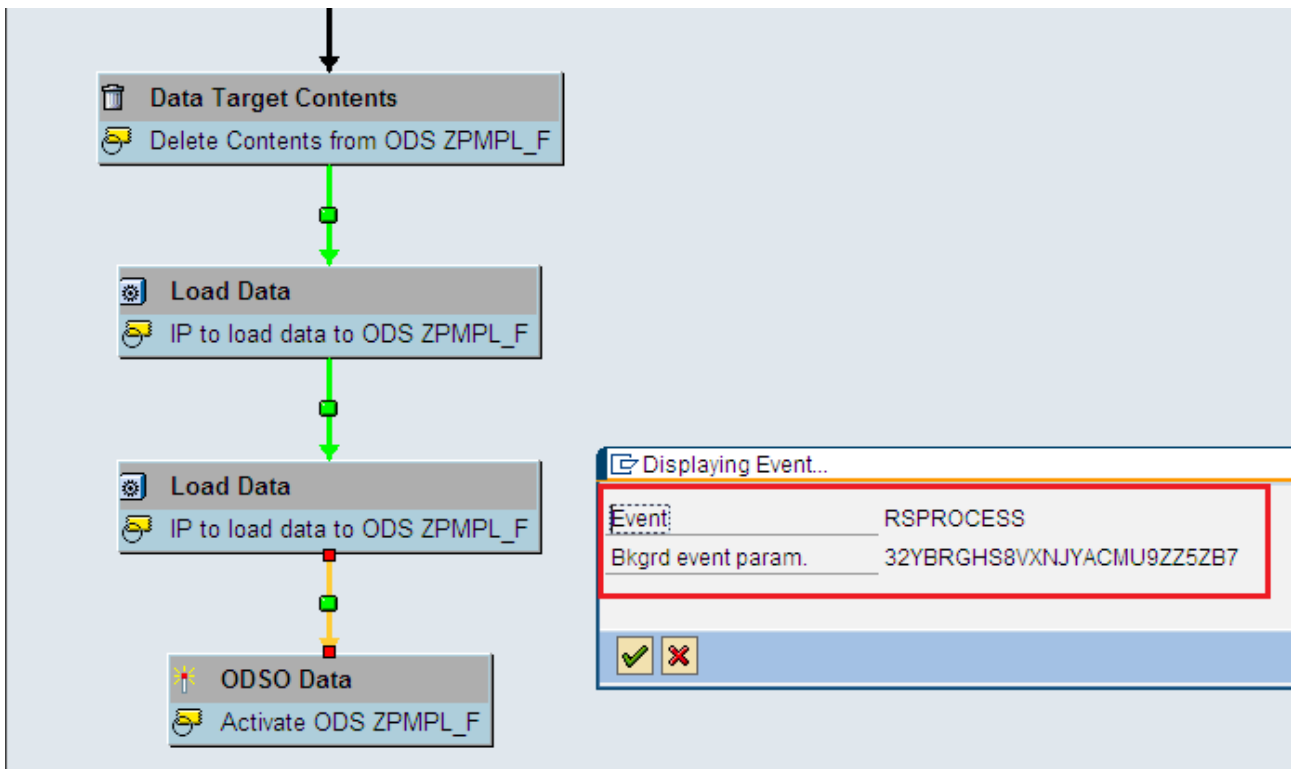 Data Target Contents
Delete Contents from ODS ZPMPL_F
Load Data
IP to load data to ODS ZPMPL_F
Load Data
IP to load data to ODS ZPMPL_F
ODSO Data
Activate ODS ZPMPL_F
Displaying Event...
Event RSPROCESS
Bkgrd event param. 32YBRGHS8VXNJYACMU9ZZ5ZB7